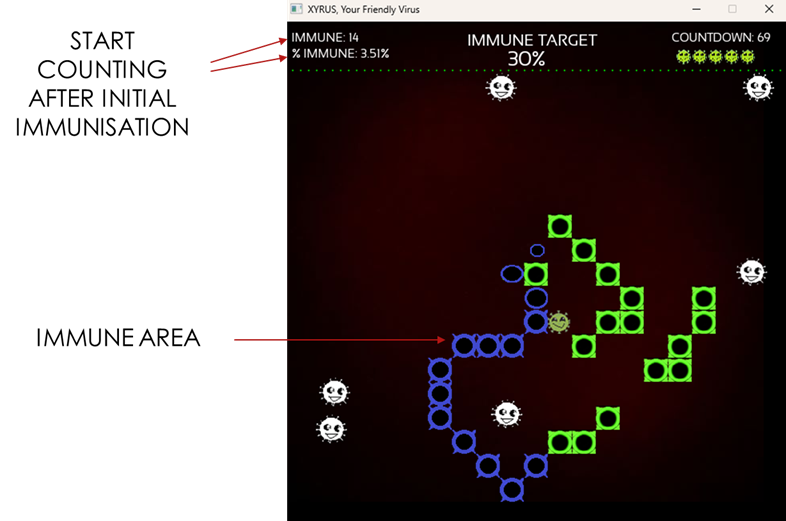 XYRUS, Your Friendly Virus
START
COUNTING
AFTER INITIAL
IMMUNISATION
IMMUNE: 14
% IMMUNE: 3.51%
IMMUNE TARGET
30%
COUNTDOWN: 69
IMMUNE AREA